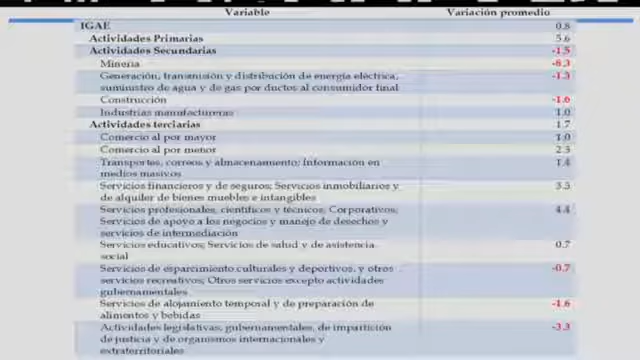 Variable Variación promedio
IGAE 0.8
Actividades Primarias 5.6
Actividades Secundarias -1.5
Minería -8.3
Generación, transmisión y distribución de energía eléctrica, -1.3
suministro de agua y de gas por ductos al consumidor final
Construcción -1.6
Industrias manufactureras 1.0
Actividades terciarias 1.7
Comercio al por mayor 1.0
Comercio al por menor 2.3
Transportes, correos y almacenamiento; Información en 1.4
medios masivos
Servicios financieros y de seguros; Servicios inmobiliarios y 3.5
de alquiler de bienes muebles e intangibles
Servicios profesionales, científicos y técnicos; Corporativos; 4.4
Servicios de apoyo a los negocios y manejo de desechos y
servicios de intermediación
Servicios educativos; Servicios de salud y de asistencia 0.7
social
Servicios de esparcimiento culturales y deportivos, y otros -0.7
servicios recreativos; Otros servicios excepto actividades
gubernamentales
Servicios de alojamiento temporal y de preparación de -1.6
alimentos y bebidas
Actividades legislativas, gubernamentales, de impartición -3.3
de justicia y de organismos internacionales y
extraterritoriales